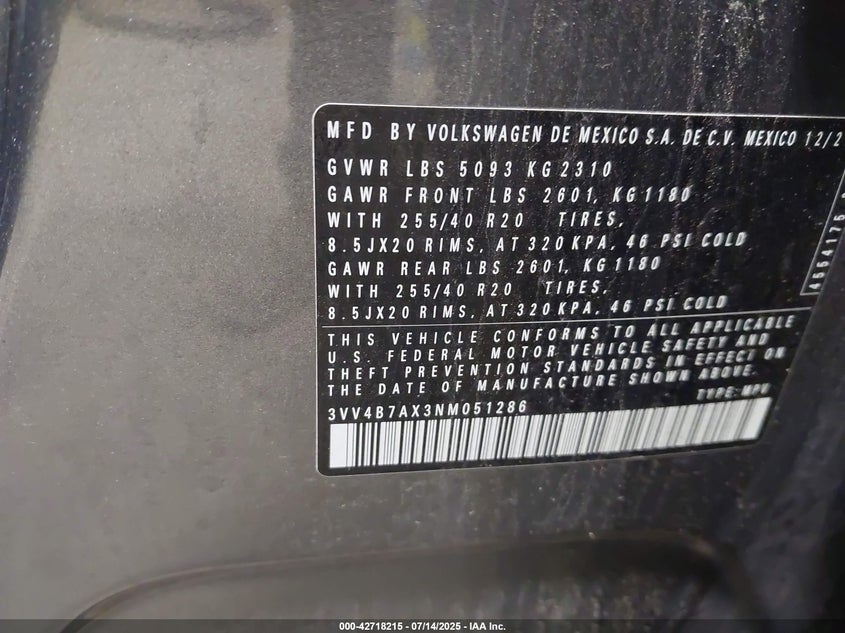 MFD BY VOLKSWAGEN DE MEXICO S.A. DE C.V. MEXICO 12/2
GVWR LBS 5093 KG 2310
GAWR FRONT LBS 2601, KG 1180
WITH 255/40 R20 TIRES,
8.5JX20 RIMS, AT 320 KPA, 46 PSI COLD
GAWR REAR LBS 2601, KG 1180
WITH 255/40 R20 TIRES,
8.5JX20 RIMS, AT 320 KPA, 46 PSI COLD
THIS VEHICLE CONFORMS TO ALL APPLICABLE
U.S. FEDERAL MOTOR VEHICLE SAFETY AND
THEFT PREVENTION STANDARDS IN EFFECT ON
THE DATE OF MANUFACTURE SHOWN ABOVE.
TYPE: MPV
3VV4B7AX3NM051286
000-42718215 - 07/14/2025 - IAA Inc.